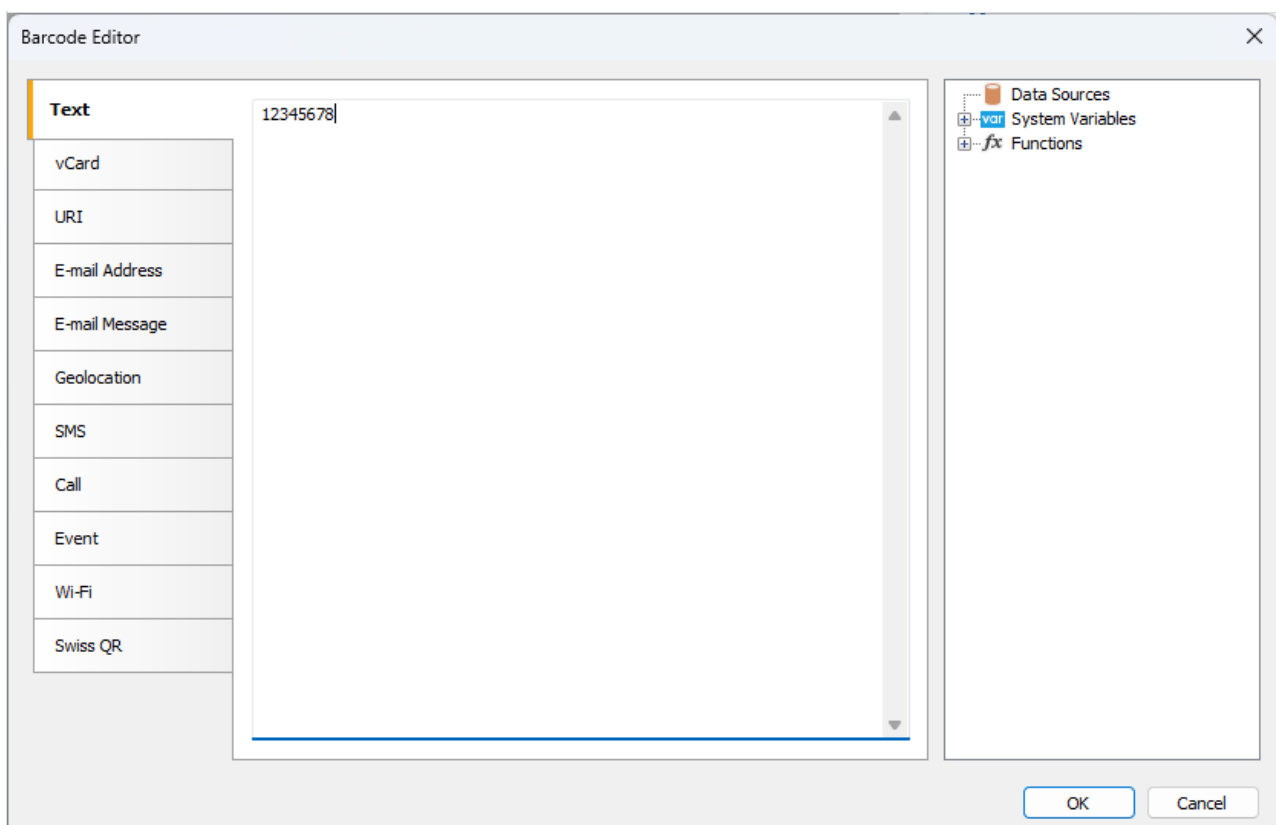 Barcode Editor
Text
12345678
vCard
URI
E-mail Address
E-mail Message
Geolocation
SMS
Call
Event
Wi-Fi
Swiss QR
Data Sources
var System Variables
fx Functions
OK
Cancel